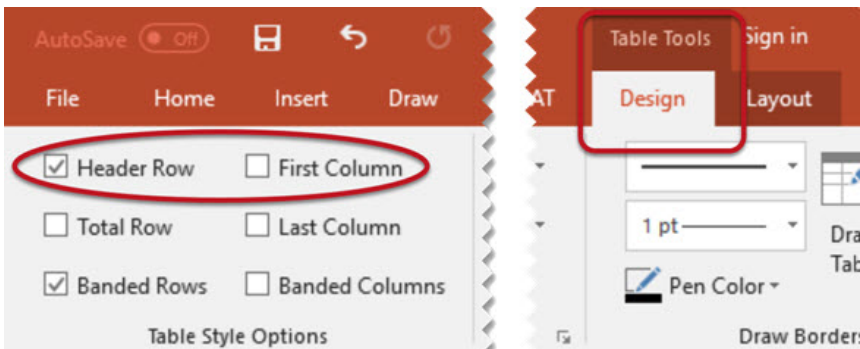 AutoSave Off
File Home Insert Draw
Header Row First Column
Total Row Last Column
Banded Rows Banded Columns
Table Style Options
Table Tools Sign in
AT Design Layout
1 pt
Dra
Tab
Pen Color
Draw Borders